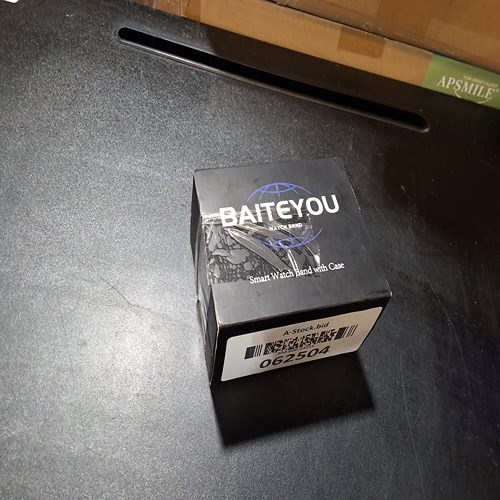 APSMILE
BAITEYOU
WATCH BAND
Smart Watch Band with Case
A-Stock.bid
062504